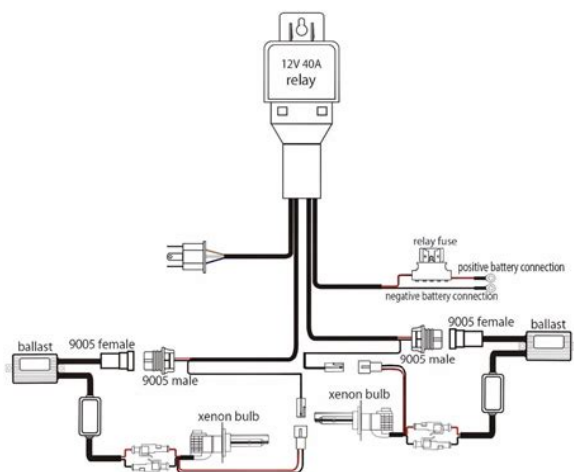 12V 40A
relay
relay fuse
positive battery connection
negative battery connection
ballast
9005 female
9005 male
9005 female
ballast
9005 male
xenon bulb
xenon bulb